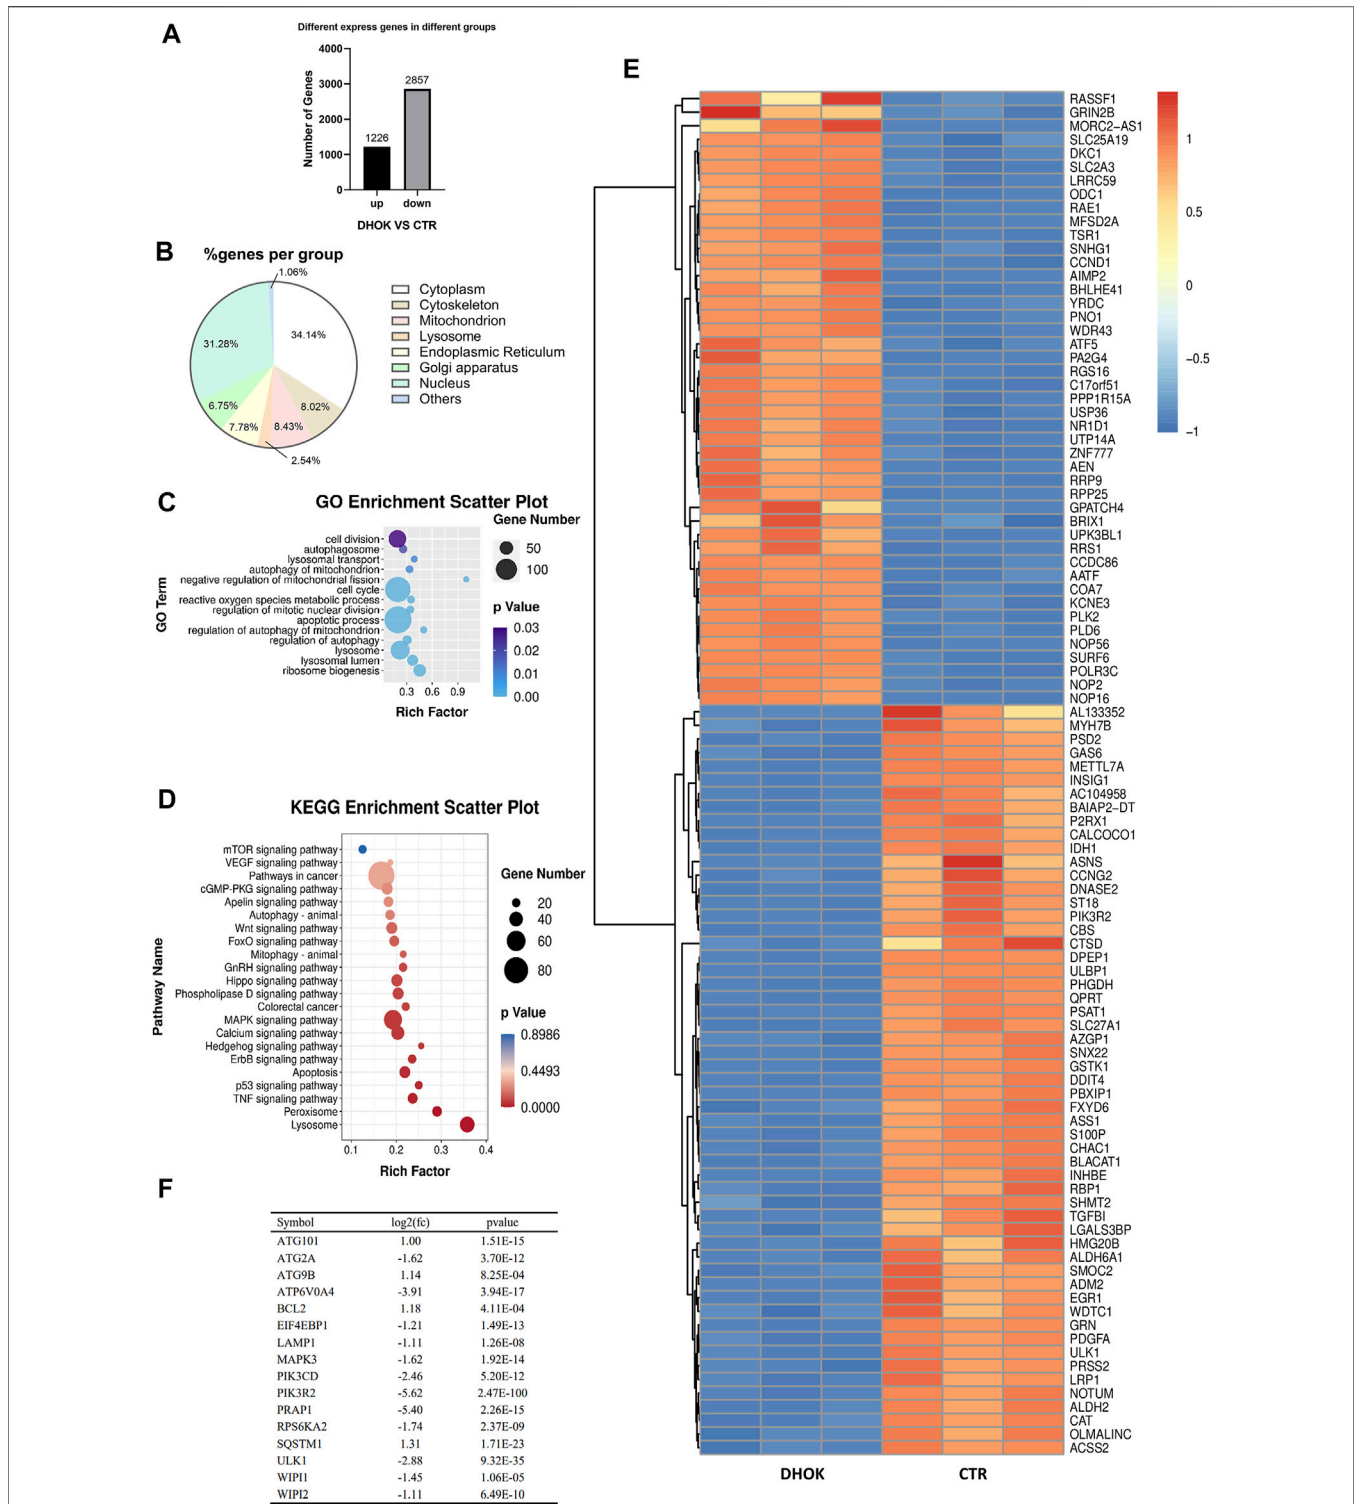 A
Different express genes in different groups
Number of Genes
4000
3000
2000
1000
0
1226
2857
up down
DHOK VS CTR
B
%genes per group
1.06%
34.14%
31.28%
8.02%
6.75%
7.78%
8.43%
2.54%
Cytoplasm
Cytoskeleton
Mitochondrion
Lysosome
Endoplasmic Reticulum
Golgi apparatus
Nucleus
Others
C
GO Enrichment Scatter Plot
GO Term
cell division
autophagosome
lysosomal transport
autophagy of mitochondrion
negative regulation of mitochondrial fission
cell cycle
reactive oxygen species metabolic process
regulation of mitotic nuclear division
apoptotic process
regulation of autophagy of mitochondrion
regulation of autophagy
lysosome
lysosomal lumen
ribosome biogenesis
0.3 0.6 0.9
Rich Factor
Gene Number
50
100
p Value
0.03
0.02
0.01
0.00
D
KEGG Enrichment Scatter Plot
Pathway Name
mTOR signaling pathway
VEGF signaling pathway
Pathways in cancer
cGMP-PKG signaling pathway
Apelin signaling pathway
Autophagy - animal
Wnt signaling pathway
FoxO signaling pathway
Mitophagy - animal
GnRH signaling pathway
Hippo signaling pathway
Phospholipase D signaling pathway
Colorectal cancer
MAPK signaling pathway
Calcium signaling pathway
Hedgehog signaling pathway
ErbB signaling pathway
Apoptosis
p53 signaling pathway
TNF signaling pathway
Peroxisome
Lysosome
0.1 0.2 0.3 0.4
Rich Factor
Gene Number
20
40
60
80
p Value
0.8986
0.4493
0.0000
F
Symbol log2(fc) pvalue
ATG101 1.00 1.51E-15
ATG2A -1.62 3.70E-12
ATG9B 1.14 8.25E-04
ATP6V0A4 -3.91 3.94E-17
BCL2 1.18 4.11E-04
EIF4EBP1 -1.21 1.49E-13
LAMP1 -1.11 1.26E-08
MAPK3 -1.62 1.92E-14
PIK3CD -2.46 5.20E-12
PIK3R2 -5.62 2.47E-100
PRAP1 -5.40 2.26E-15
RPS6KA2 -1.74 2.37E-09
SQSTM1 1.31 1.71E-23
ULK1 -2.88 9.32E-35
WIPI1 -1.45 1.06E-05
WIPI2 -1.11 6.49E-10
E
RASSF1
GRIN2B
MORC2−AS1
SLC25A19
DKC1
SLC2A3
LRRC59
ODC1
RAE1
MFSD2A
TSR1
SNHG1
CCND1
AIMP2
BHLHE41
YRDC
PNO1
WDR43
ATF5
PA2G4
RGS16
C17orf51
PPP1R15A
USP36
NR1D1
UTP14A
ZNF777
AEN
RRP9
RPP25
GPATCH4
BRIX1
UPK3BL1
RRS1
CCDC86
AATF
COA7
KCNE3
PLK2
PLD6
NOP56
SURF6
POLR3C
NOP2
NOP16
AL133352
MYH7B
PSD2
GAS6
METTL7A
INSIG1
AC104958
BAIAP2−DT
P2RX1
CALCOCO1
IDH1
ASNS
CCNG2
DNASE2
ST18
PIK3R2
CBS
CTSD
DPEP1
ULBP1
PHGDH
QPRT
PSAT1
SLC27A1
AZGP1
SNX22
GSTK1
DDIT4
PBXIP1
FXYD6
ASS1
S100P
CHAC1
BLACAT1
INHBE
RBP1
SHMT2
TGFBI
LGALS3BP
HMG20B
ALDH6A1
SMOC2
ADM2
EGR1
WDTC1
GRN
PDGFA
ULK1
PRSS2
LRP1
NOTUM
ALDH2
CAT
OLMALINC
ACSS2
DHOK CTR
1
0.5
0
−0.5
−1